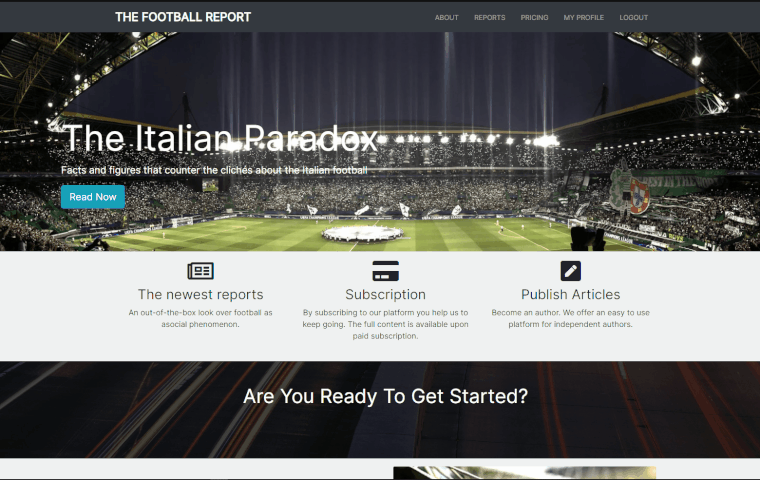 THE FOOTBALL REPORT
ABOUT REPORTS PRICING MY PROFILE LOGOUT
The Italian Paradox
Facts and figures that counter the clichés about the Italian football
Read Now
The newest reports
An out-of-the-box look over football as
asocial phenomenon.
Subscription
By subscribing to our platform you help us to
keep going. The full content is available upon
paid subscription.
Publish Articles
Become an author. We offer an easy to use
platform for independent authors.
Are You Ready To Get Started?